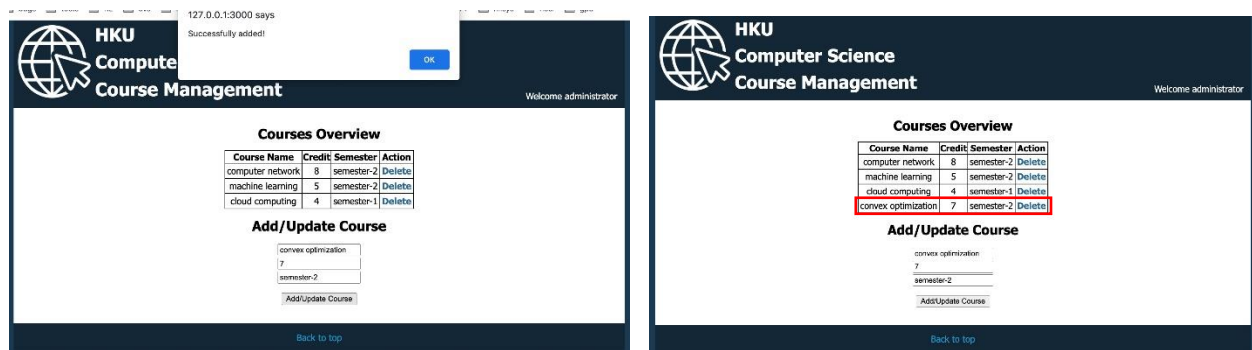 127.0.0.1:3000 says
Successfully added!
OK
HKU
Compute
Course Management
Welcome administrator
Courses Overview
Course Name Credit Semester Action
computer network 8 semester-2 Delete
machine learning 5 semester-2 Delete
cloud computing 4 semester-1 Delete
Add/Update Course
convex optimization
7
semester-2
Add/Update Course
Back to top
HKU
Computer Science
Course Management
Welcome administrator
Courses Overview
Course Name Credit Semester Action
computer network 8 semester-2 Delete
machine learning 5 semester-2 Delete
cloud computing 4 semester-1 Delete
convex optimization 7 semester-2 Delete
Add/Update Course
convex optimization
7
semester-2
Add/Update Course
Back to top